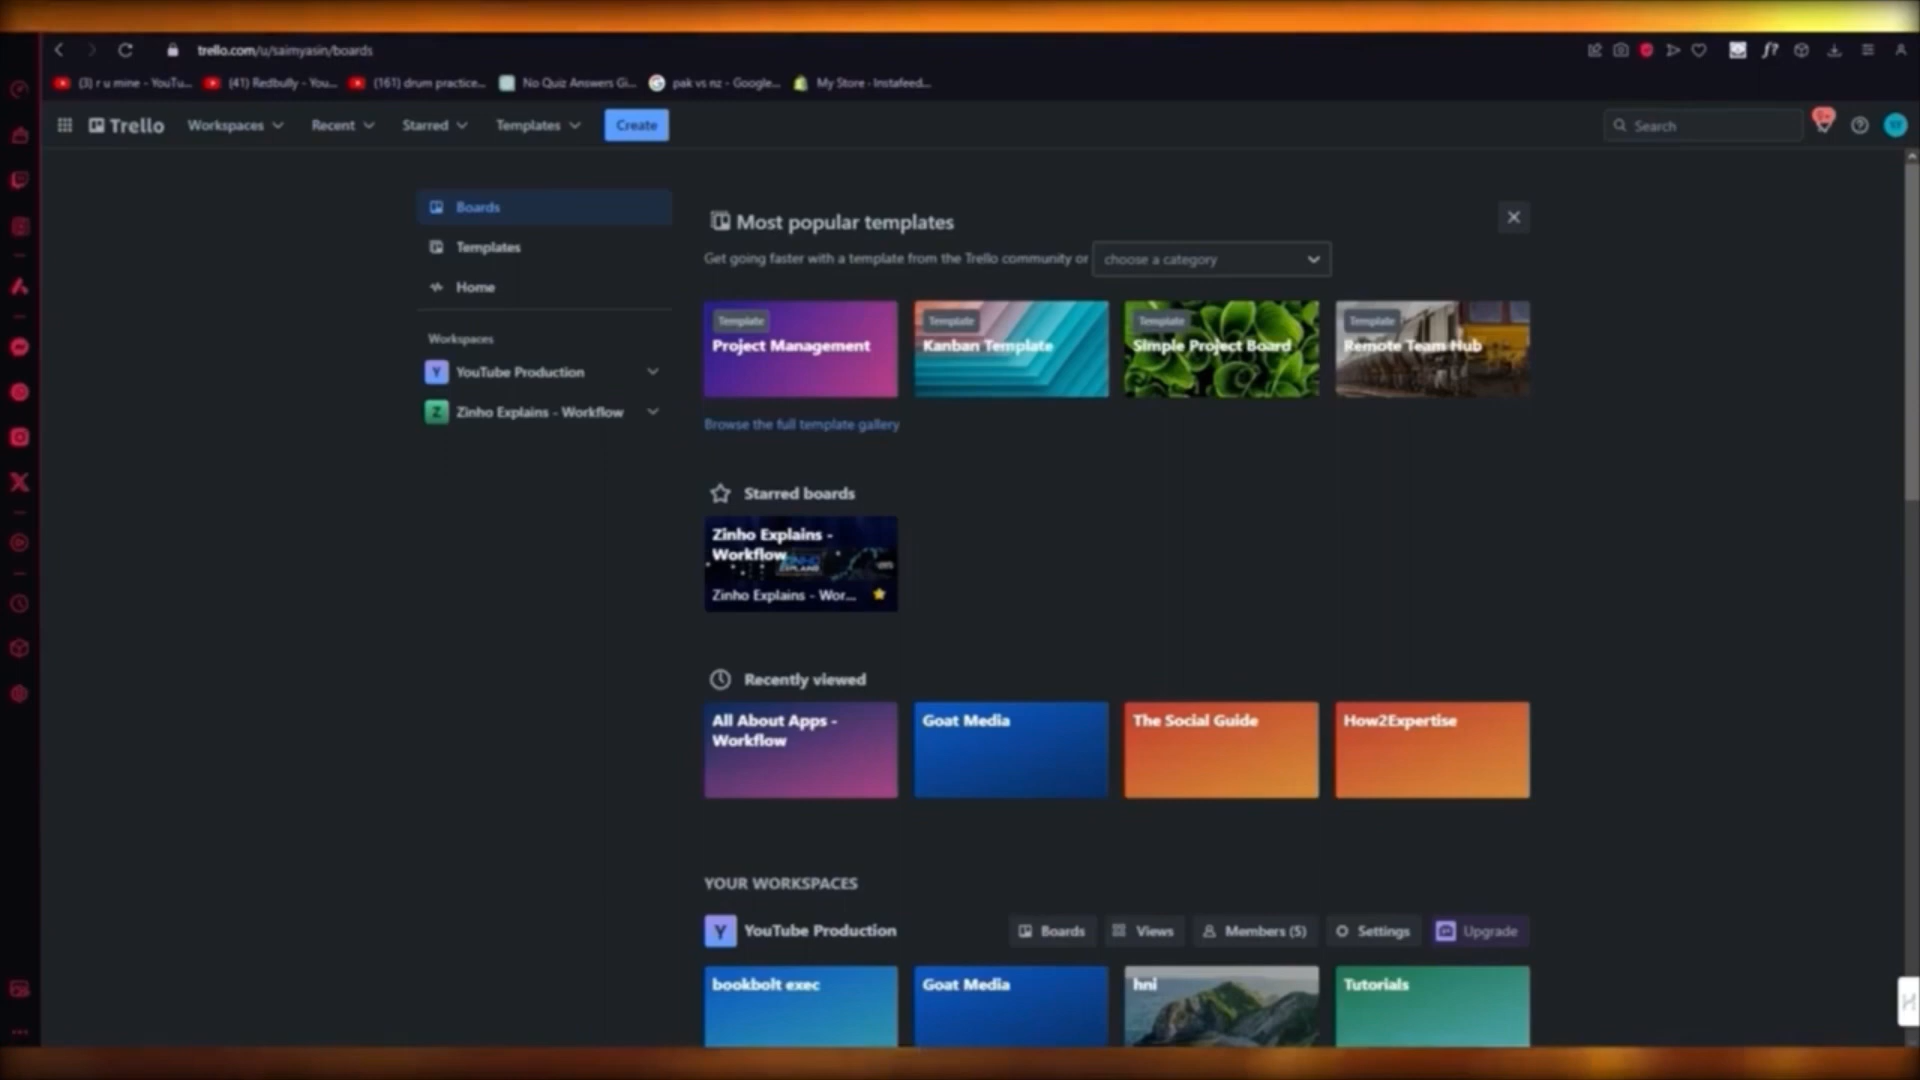 trello.com/u/saimyasin/boards
(3) r u mine - YouTu...
(41) Redbully - You...
(161) drum practice...
No Quiz Answers Gi...
pak vs nz - Google...
My Store · Instafeed...
Trello
Workspaces
Recent
Starred
Templates
Create
Search
9+
Boards
Templates
Home
Workspaces
Y YouTube Production
Z Zinho Explains - Workflow
Most popular templates
Get going faster with a template from the Trello community or
choose a category
Template
Project Management
Template
Kanban Template
Template
Simple Project Board
Template
Remote Team Hub
Browse the full template gallery
Starred boards
Zinho Explains -
Workflow
Zinho Explains - Wor...
Recently viewed
All About Apps -
Workflow
Goat Media
The Social Guide
How2Expertise
YOUR WORKSPACES
Y YouTube Production
Boards
Views
Members (5)
Settings
Upgrade
bookbolt exec
Goat Media
hni
Tutorials